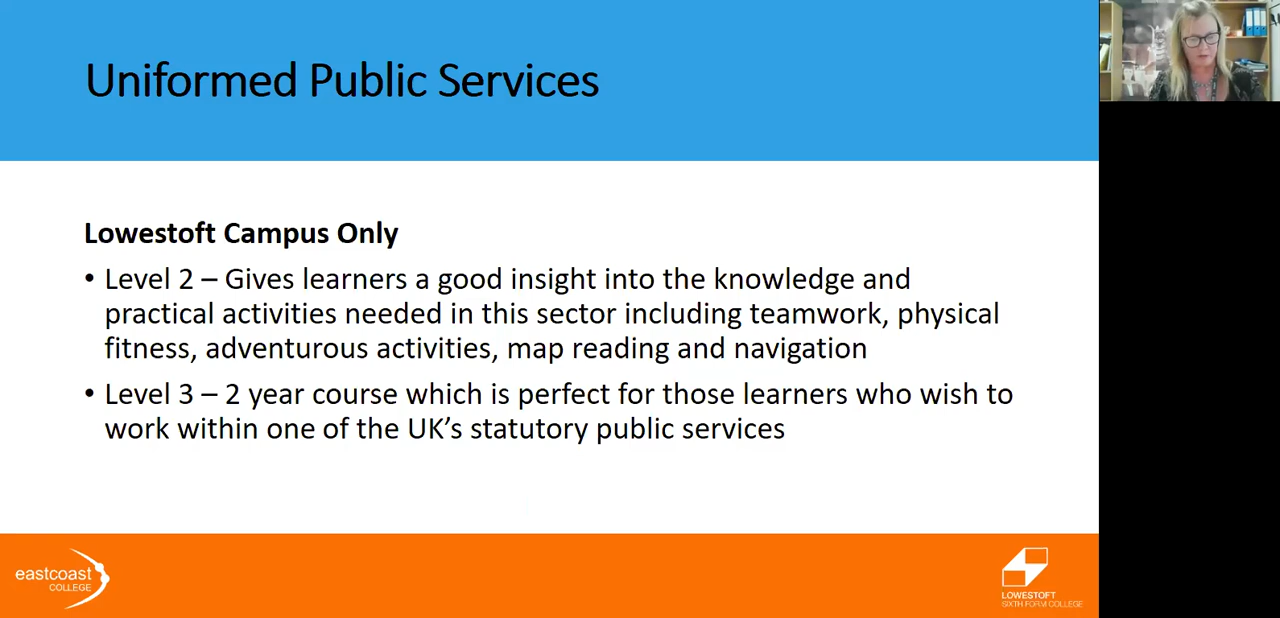 Uniformed Public Services
Lowestoft Campus Only
• Level 2 – Gives learners a good insight into the knowledge and
practical activities needed in this sector including teamwork, physical
fitness, adventurous activities, map reading and navigation
• Level 3 – 2 year course which is perfect for those learners who wish to
work within one of the UK’s statutory public services
eastcoast
COLLEGE
LOWESTOFT
SIXTH FORM COLLEGE